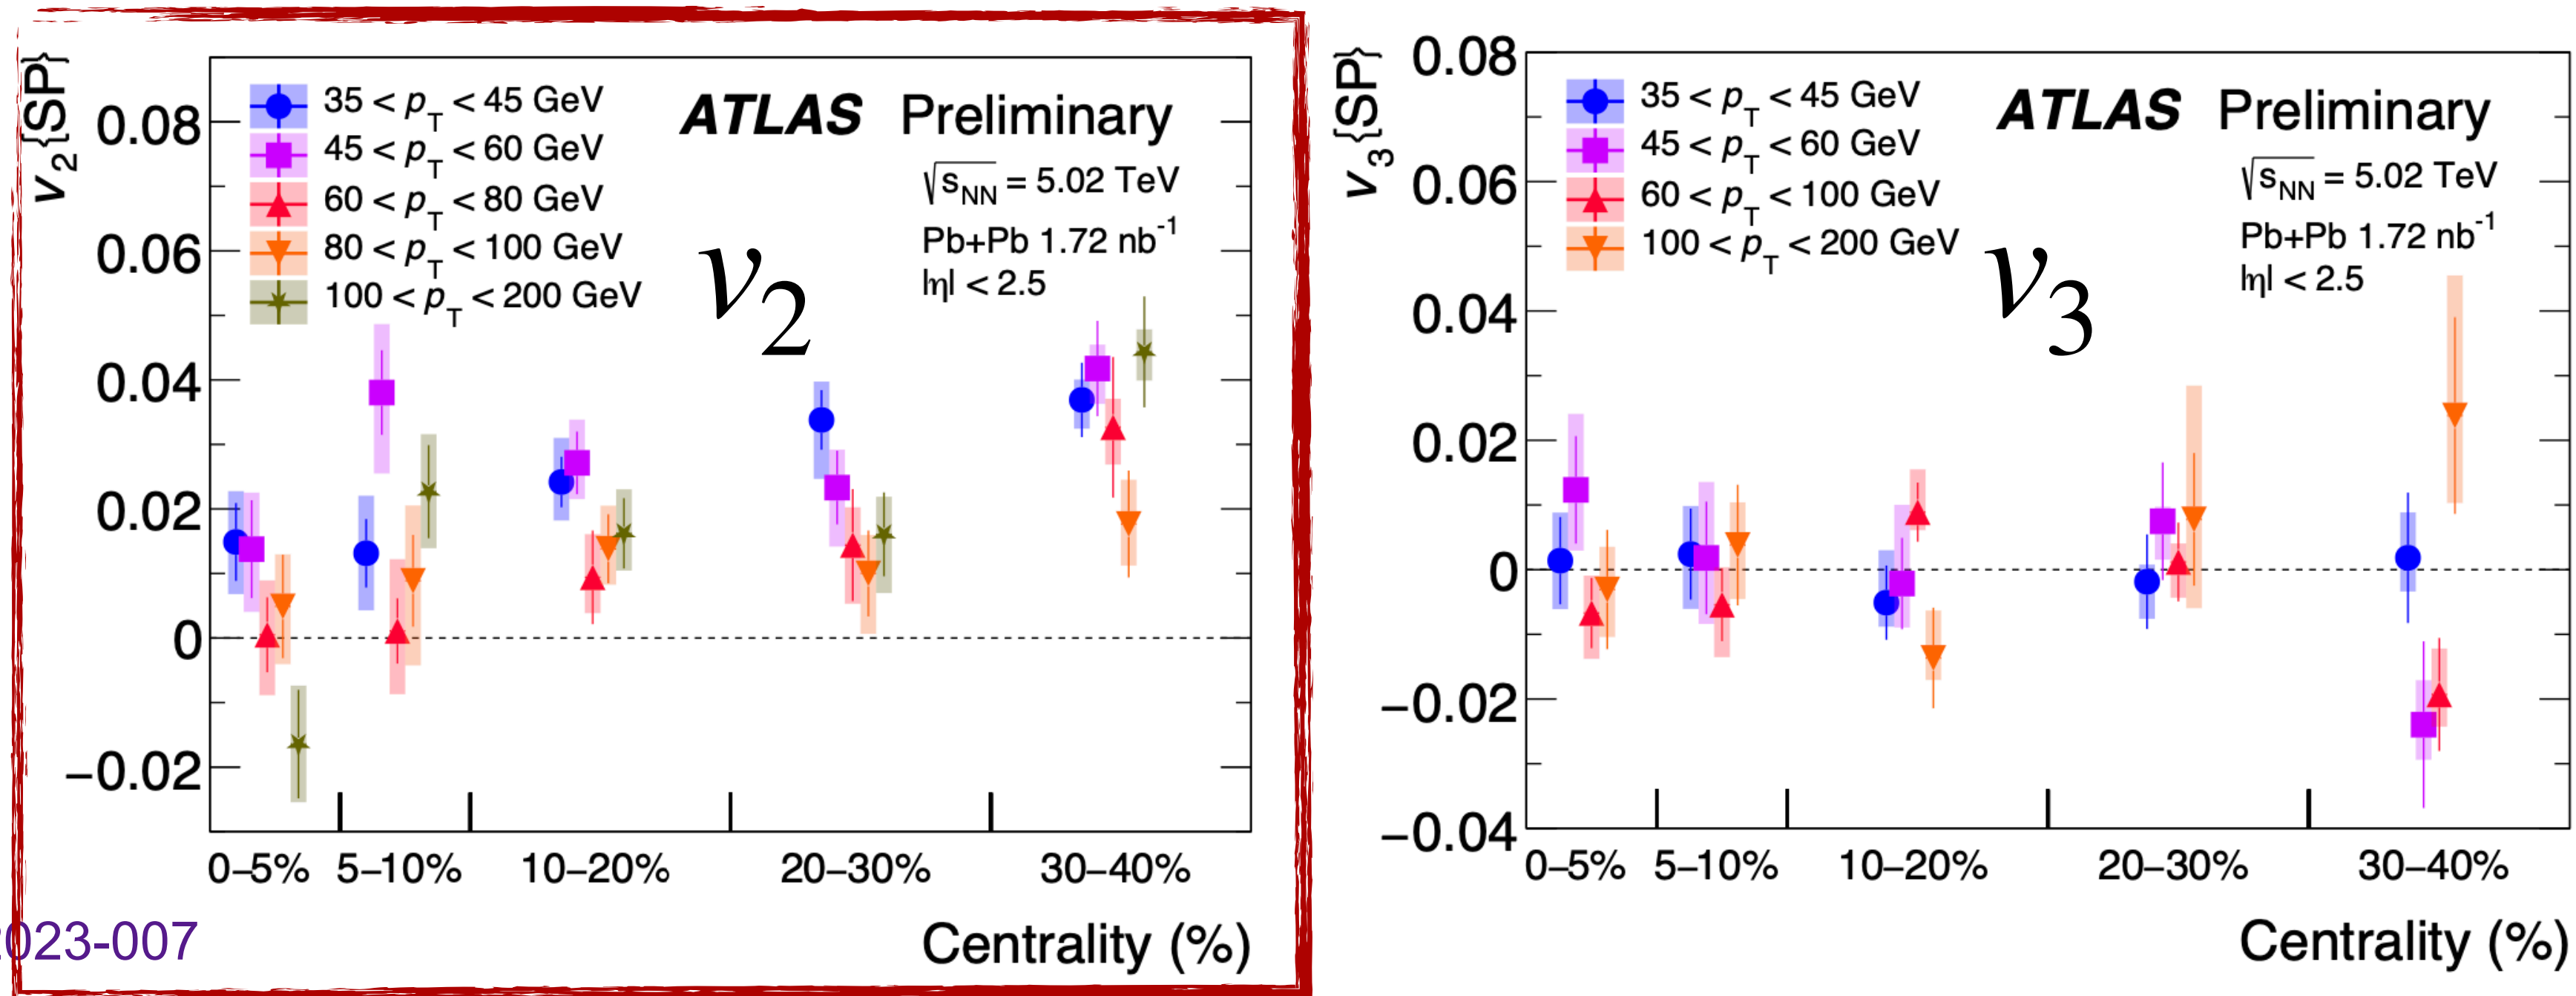 v2{SP}
0.08
0.06
0.04
0.02
0
−0.02
35 < pT < 45 GeV
45 < pT < 60 GeV
60 < pT < 80 GeV
80 < pT < 100 GeV
100 < pT < 200 GeV
ATLAS Preliminary
√sNN = 5.02 TeV
Pb+Pb 1.72 nb-1
|η| < 2.5
v2
0–5% 5–10% 10–20% 20–30% 30–40%
Centrality (%)
2023-007
v3{SP}
0.08
0.06
0.04
0.02
0
−0.02
−0.04
35 < pT < 45 GeV
45 < pT < 60 GeV
60 < pT < 100 GeV
100 < pT < 200 GeV
ATLAS Preliminary
√sNN = 5.02 TeV
Pb+Pb 1.72 nb-1
|η| < 2.5
v3
0–5% 5–10% 10–20% 20–30% 30–40%
Centrality (%)